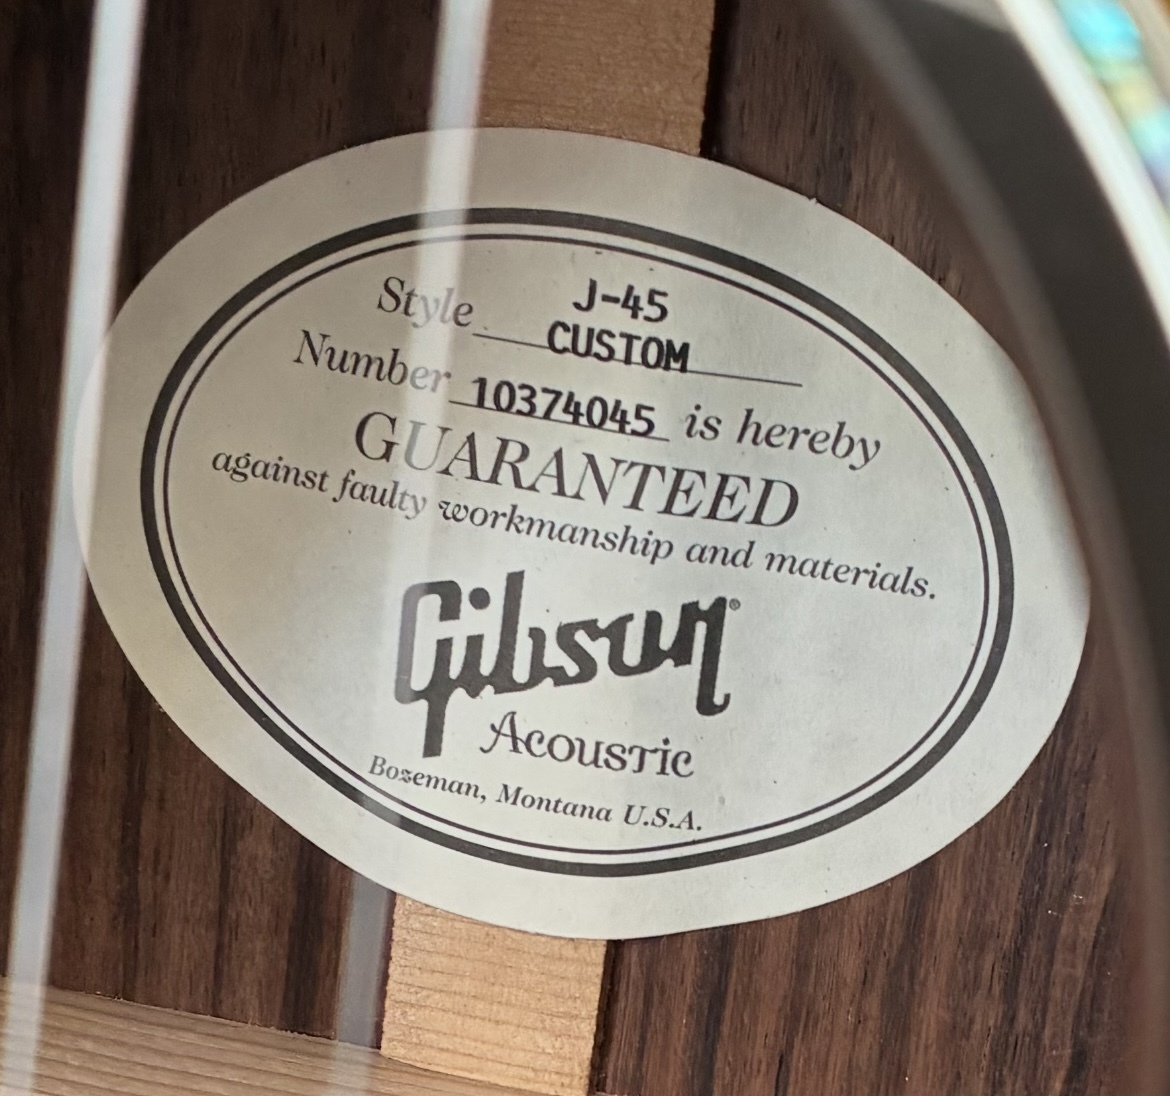 Style J-45
CUSTOM
Number 10374045 is hereby
GUARANTEED
against faulty workmanship and materials.
Gibson®
Acoustic
Bozeman, Montana U.S.A.